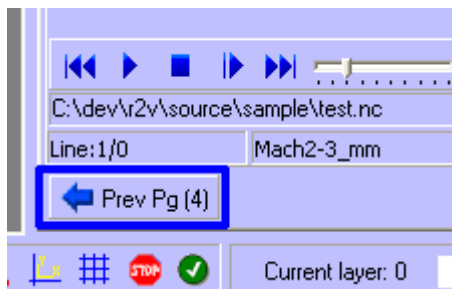 C:\dev\r2v\source\sample\test.nc
Line:1/0 Mach2-3_mm
Prev Pg (4)
STOP Current layer: 0